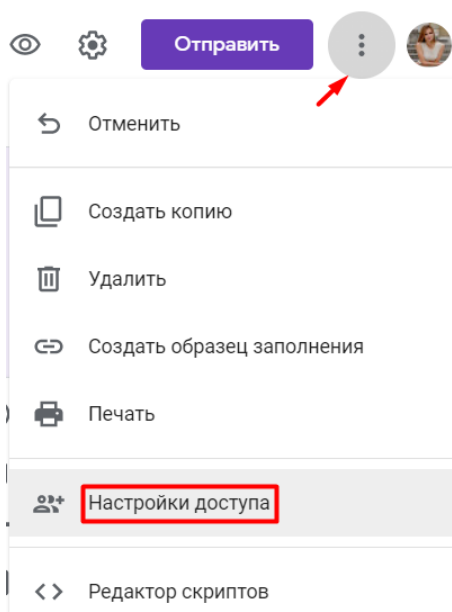 Отправить
Отменить
Создать копию
Удалить
Создать образец заполнения
Печать
Настройки доступа
Редактор скриптов